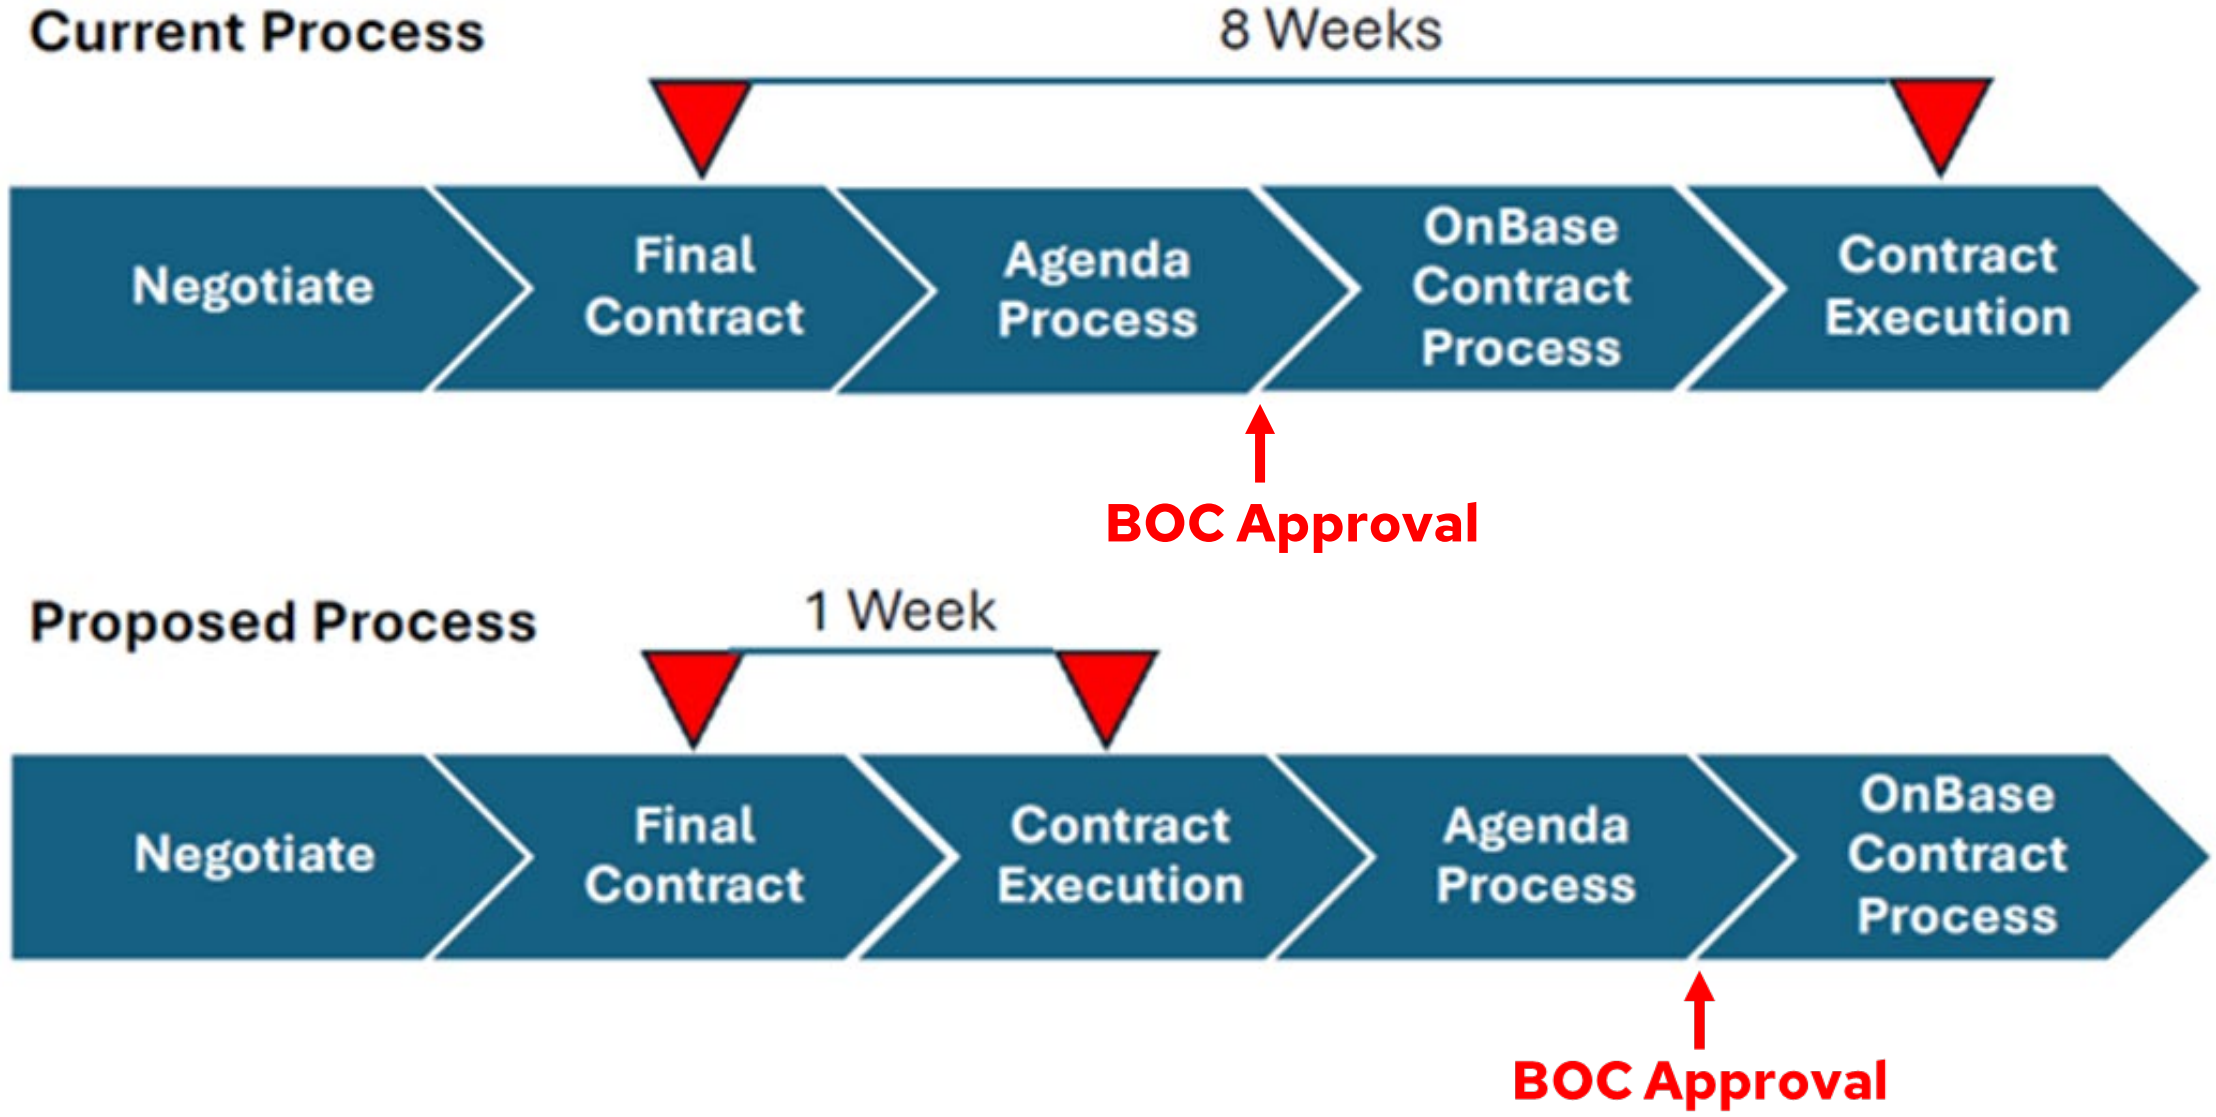 Current Process
8 Weeks
Negotiate
Final
Contract
Agenda
Process
OnBase
Contract
Process
Contract
Execution
BOC Approval
Proposed Process
1 Week
Negotiate
Final
Contract
Contract
Execution
Agenda
Process
OnBase
Contract
Process
BOC Approval